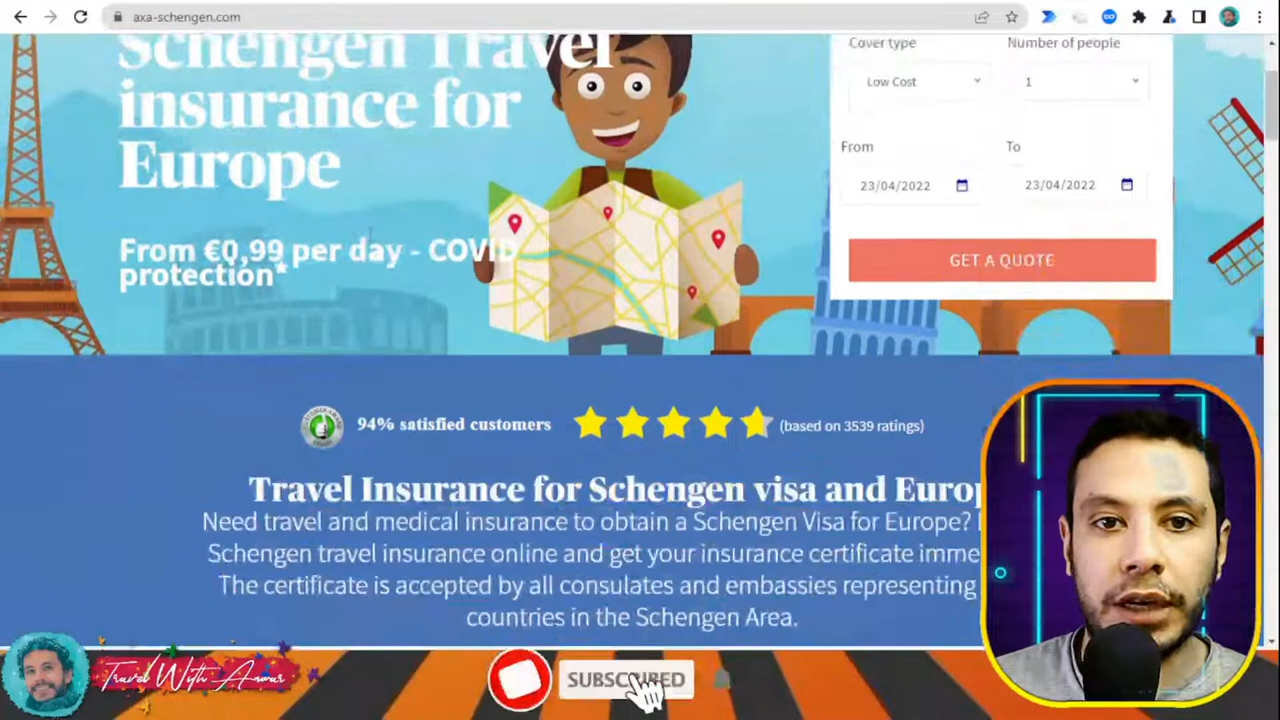 axa-schengen.com
Schengen Travel
insurance for
Europe
From €0,99 per day - COVID
protection*
Cover type
Number of people
Low Cost
1
From
To
23/04/2022
23/04/2022
GET A QUOTE
94% satisfied customers
(based on 3539 ratings)
Travel Insurance for Schengen visa and Europ
Need travel and medical insurance to obtain a Schengen Visa for Europe?
Schengen travel insurance online and get your insurance certificate imme
The certificate is accepted by all consulates and embassies representing
countries in the Schengen Area.
Travel With Anwar
SUBSCRIBED